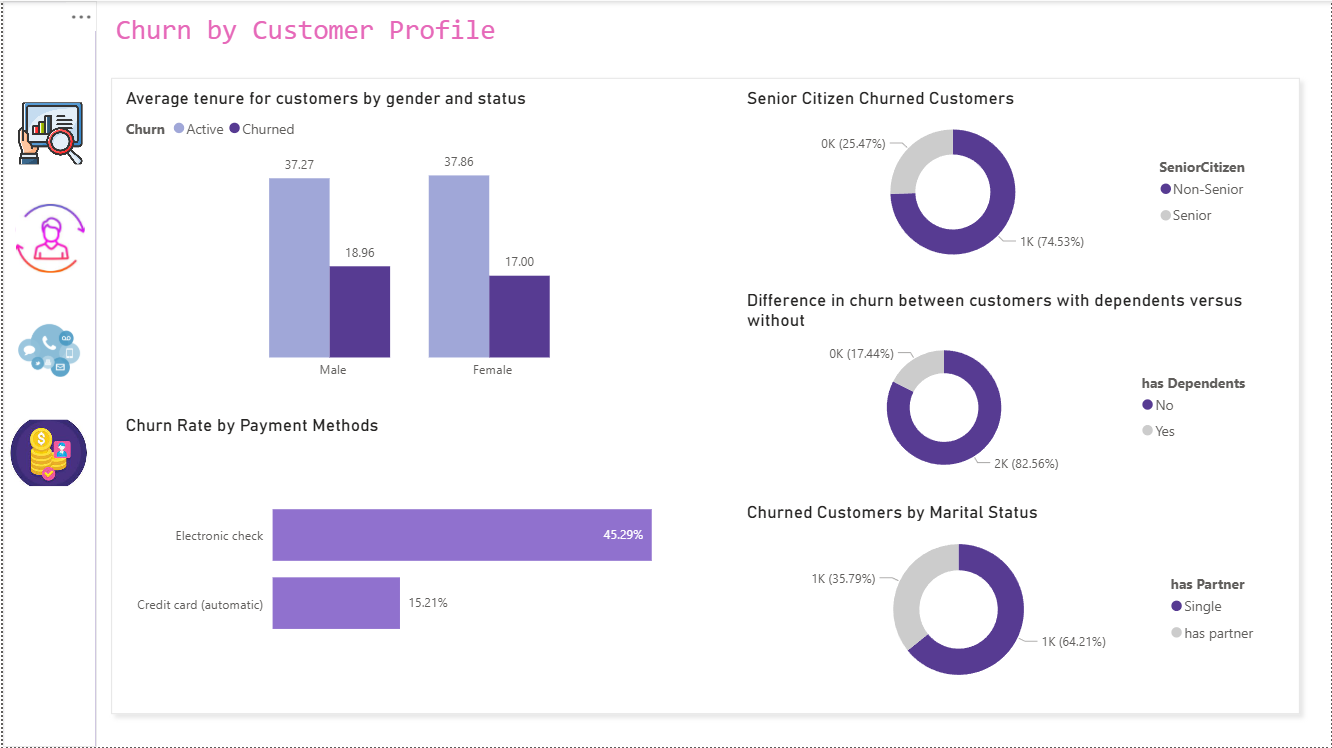 Churn by Customer Profile
Average tenure for customers by gender and status
Churn Active Churned
37.27
18.96
37.86
17.00
Male
Female
Churn Rate by Payment Methods
Electronic check
45.29%
Credit card (automatic)
15.21%
Senior Citizen Churned Customers
0K (25.47%)
1K (74.53%)
SeniorCitizen
Non-Senior
Senior
Difference in churn between customers with dependents versus
without
0K (17.44%)
2K (82.56%)
has Dependents
No
Yes
Churned Customers by Marital Status
1K (35.79%)
1K (64.21%)
has Partner
Single
has partner